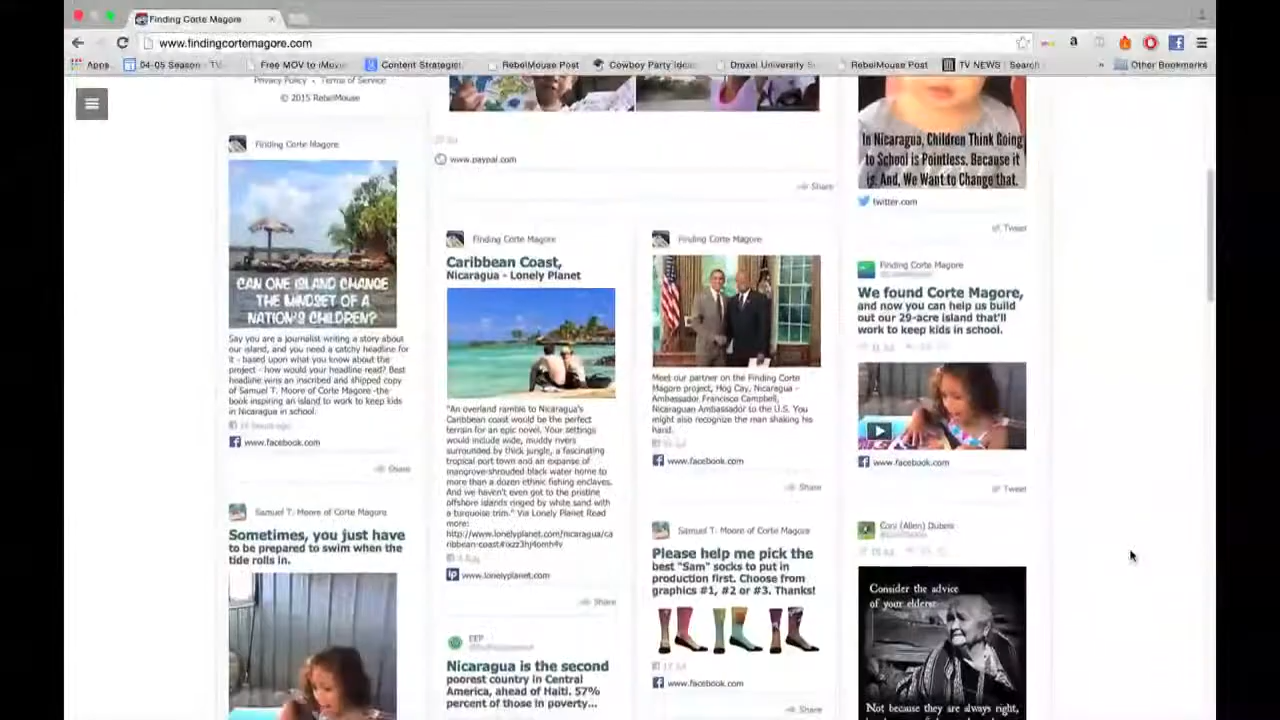 Finding Corte Magore
www.findingcortemagore.com
Apps
04-05 Season - TV
Free MOV to iMovi
Content Strategist
RebelMouse Post
Cowboy Party Ideas
Drexel University S
RebelMouse Post
TV NEWS : Search
»
Other Bookmarks
Privacy Policy • Terms of Service
© 2015 RebelMouse
Finding Corte Magore
CAN ONE ISLAND CHANGE
THE MINDSET OF A
NATION'S CHILDREN?
Say you are a journalist writing a story about
our island, and you need a catchy headline for
it - based upon what you know about the
project - how would your headline read? Best
headline wins an inscribed and shipped copy
of Samuel T. Moore of Corte Magore -the
book inspiring an island to work to keep kids
in Nicaragua in school.
hours ago
www.facebook.com
Share
Samuel T. Moore of Corte Magore
Sometimes, you just have
to be prepared to swim when the
tide rolls in.
www.paypal.com
Share
Finding Corte Magore
Caribbean Coast,
Nicaragua - Lonely Planet
"An overland ramble to Nicaragua's
Caribbean coast would be the perfect
terrain for an epic novel. Your settings
would include wide, muddy rivers
surrounded by thick jungle, a fascinating
tropical port town and an expanse of
mangrove-shrouded black water home to
more than a dozen ethnic fishing enclaves.
And we haven't even got to the pristine
offshore islands ringed by white sand with
a turquoise trim." Via Lonely Planet Read
more:
http://www.lonelyplanet.com/nicaragua/ca
ribbean-coast#ixzz3hj4omh4v
lp www.lonelyplanet.com
Share
EEP
Nicaragua is the second
poorest country in Central
America, ahead of Haiti. 57%
percent of those in poverty...
Finding Corte Magore
Meet our partner on the Finding Corte
Magore project, Hog Cay, Nicaragua -
Ambassador Francisco Campbell,
Nicaraguan Ambassador to the U.S. You
might also recognize the man shaking his
hand.
www.facebook.com
Share
Samuel T. Moore of Corte Magore
Please help me pick the
best "Sam" socks to put in
production first. Choose from
graphics #1, #2 or #3. Thanks!
www.facebook.com
Share
In Nicaragua, Children Think Going
to School is Pointless. Because it
is. And, We Want to Change that.
twitter.com
Tweet
Finding Corte Magore
We found Corte Magore,
and now you can help us build
out our 29-acre island that'll
work to keep kids in school.
www.facebook.com
Tweet
Coni (Allen) Dubois
Consider the advice
of your elders
Not because they are always right,